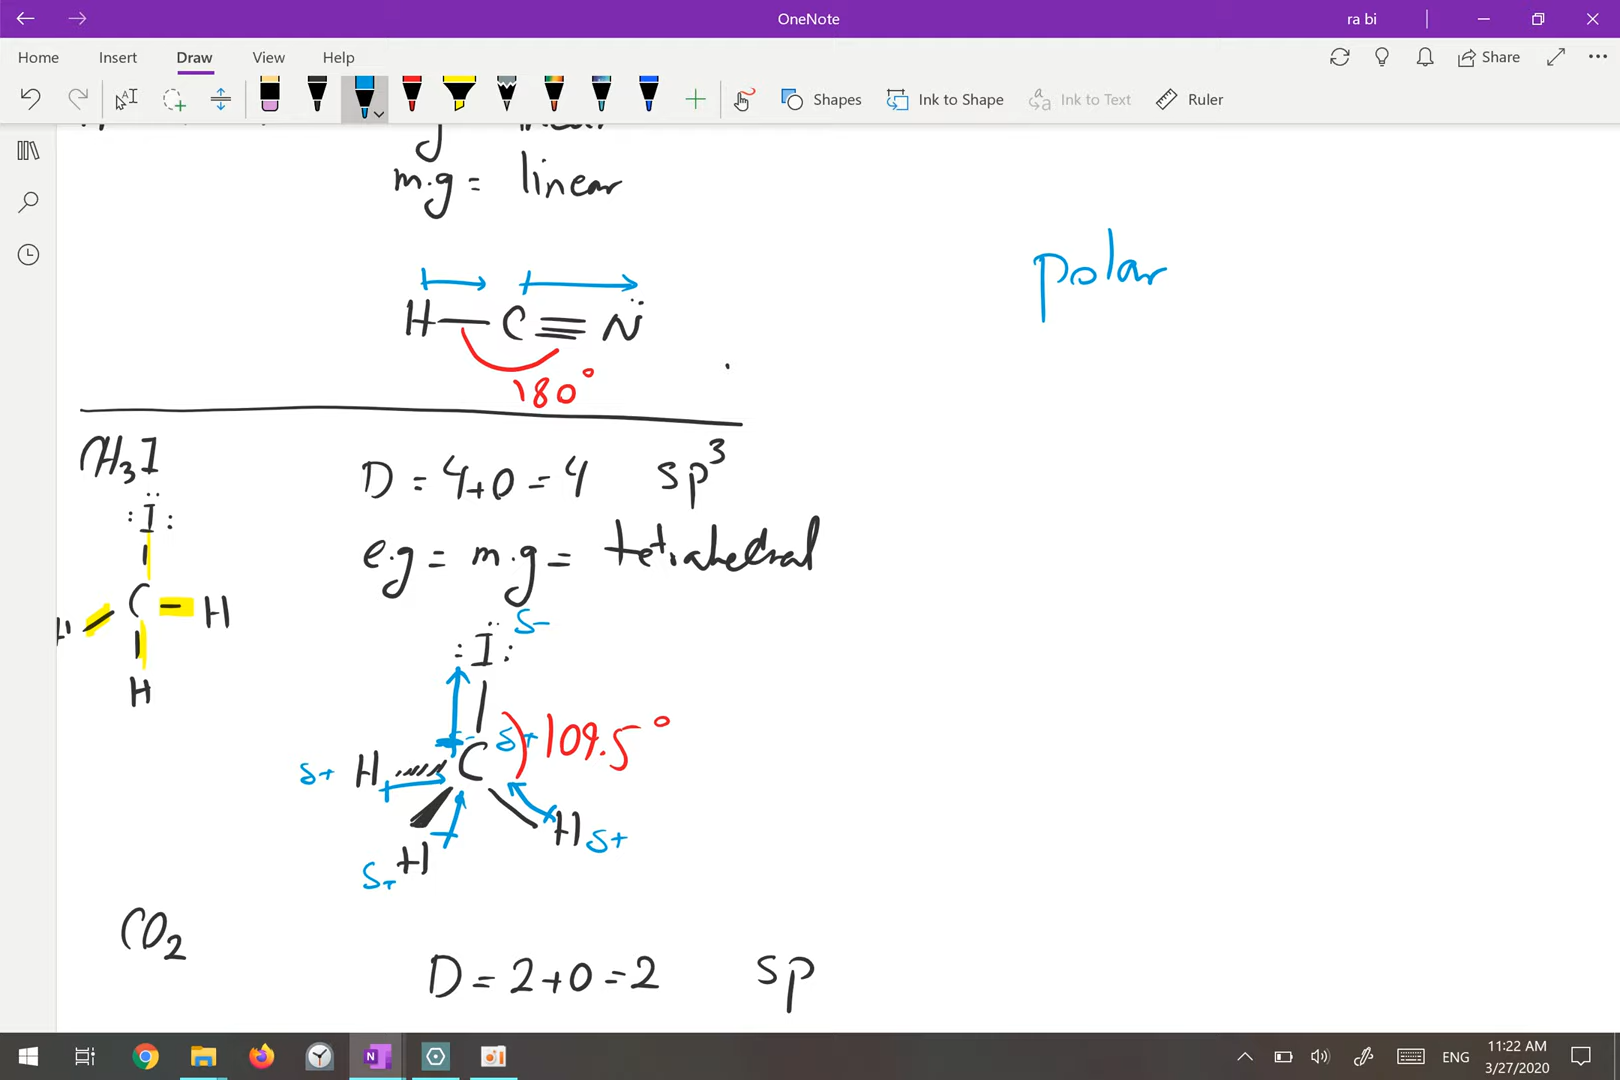 OneNote
ra bi
Home Insert Draw View Help
Share
Shapes
Ink to Shape
Ink to Text
Ruler
linear
m.g = linear
polar
H—C≡N̈
180°
CH₃I
D = 4+0 = 4 sp³
e.g = m.g = tetrahedral
:Ï:
C – H
H
δ-
:Ï:
δ+ H C δ+ 109.5°
H δ+
δ+ H
CO₂
D = 2+0 = 2 sp
ENG
11:22 AM
3/27/2020